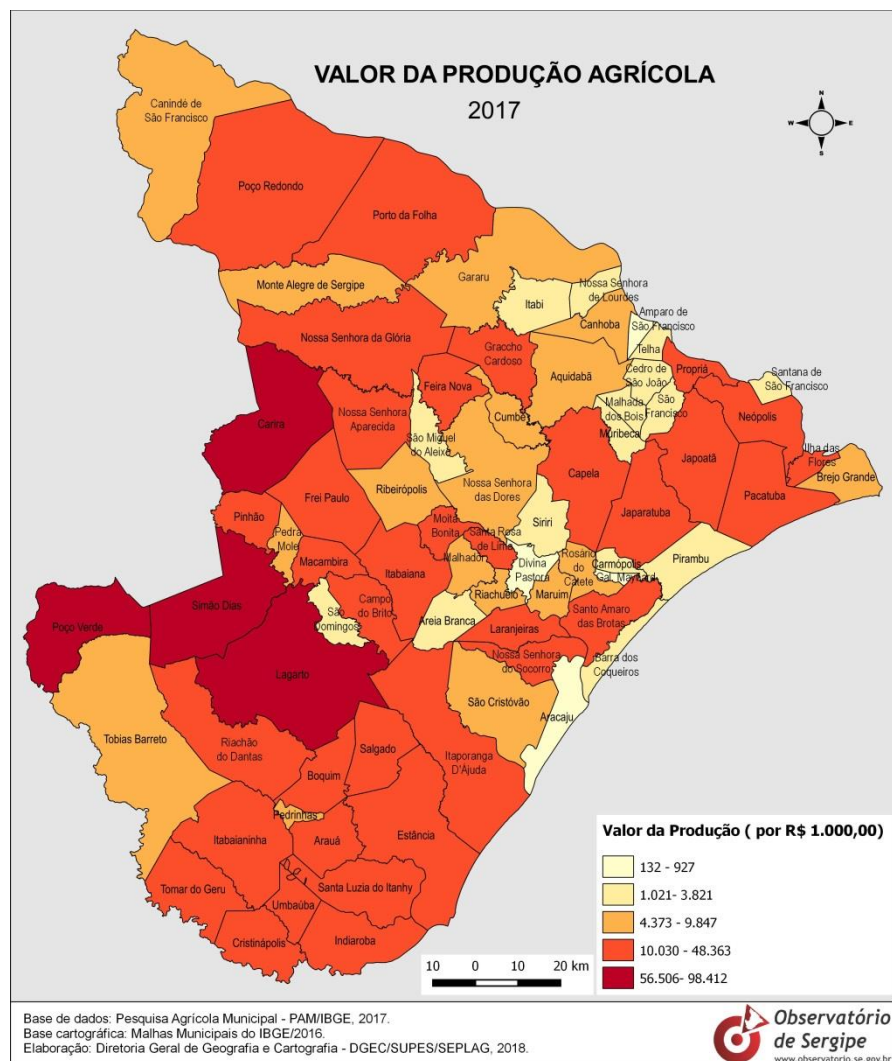 VALOR DA PRODUÇÃO AGRÍCOLA
2017
N
W
E
S
Canindé de
São Francisco
Poço Redondo
Porto da Folha
Monte Alegre de Sergipe
Gararu
Itabi
Nossa Senhora
de Lourdes
Canhoba
Amparo de
São Francisco
Telha
Nossa Senhora da Glória
Graccho
Cardoso
Aquidabã
Cedro de
São João
Propriá
Santana de
São Francisco
Feira Nova
Cumbe
Malhada
dos Bois
São
Francisco
Neópolis
Carira
Nossa Senhora
Aparecida
São Miguel
do Aleixo
Muribeca
Ilha das
Flores
Brejo Grande
Japoatã
Pacatuba
Capela
Japaratuba
Ribeirópolis
Nossa Senhora
das Dores
Frei Paulo
Pinhão
Pedra
Mole
Macambira
Moita
Bonita
Santa Rosa
de Lima
Siriri
Malhador
Divina
Pastora
Rosário
do
Catete
Carmópolis
Gal. Maynard
Pirambu
Itabaiana
Riachuelo
Maruim
Simão Dias
Poço Verde
São
Domingos
Campo
do Brito
Areia Branca
Laranjeiras
Santo Amaro
das Brotas
Nossa Senhora
do Socorro
Barra dos
Coqueiros
Lagarto
São Cristóvão
Aracaju
Tobias Barreto
Riachão
do Dantas
Salgado
Itaporanga
D'Ajuda
Boquim
Pedrinhas
Itabaianinha
Arauá
Estância
Tomar do Geru
Santa Luzia do Itanhy
Umbaúba
Cristinápolis
Indiaroba
Valor da Produção ( por R$ 1.000,00)
132 - 927
1.021- 3.821
4.373 - 9.847
10.030 - 48.363
56.506- 98.412
10 0 10 20 km
Base de dados: Pesquisa Agrícola Municipal - PAM/IBGE, 2017.
Base cartográfica: Malhas Municipais do IBGE/2016.
Elaboração: Diretoria Geral de Geografia e Cartografia - DGEC/SUPES/SEPLAG, 2018.
Observatório
de Sergipe
www.observatorio.se.gov.br